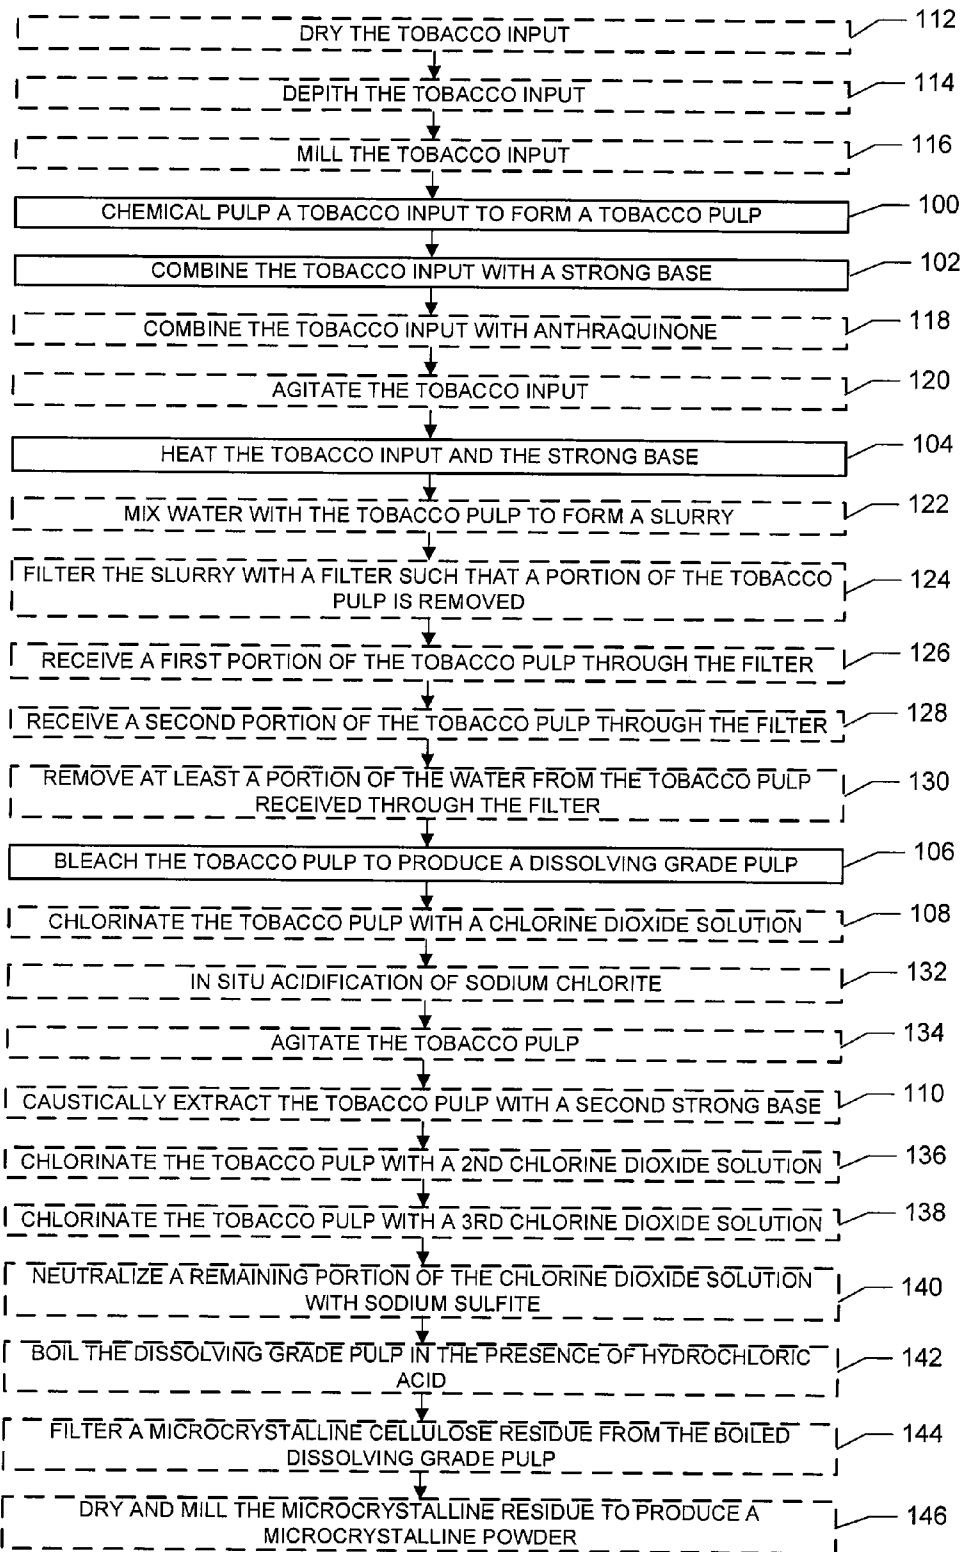 DRY THE TOBACCO INPUT 112
DEPITH THE TOBACCO INPUT 114
MILL THE TOBACCO INPUT 116
CHEMICAL PULP A TOBACCO INPUT TO FORM A TOBACCO PULP 100
COMBINE THE TOBACCO INPUT WITH A STRONG BASE 102
COMBINE THE TOBACCO INPUT WITH ANTHRAQUINONE 118
AGITATE THE TOBACCO INPUT 120
HEAT THE TOBACCO INPUT AND THE STRONG BASE 104
MIX WATER WITH THE TOBACCO PULP TO FORM A SLURRY 122
FILTER THE SLURRY WITH A FILTER SUCH THAT A PORTION OF THE TOBACCO 124
PULP IS REMOVED
RECEIVE A FIRST PORTION OF THE TOBACCO PULP THROUGH THE FILTER 126
RECEIVE A SECOND PORTION OF THE TOBACCO PULP THROUGH THE FILTER 128
REMOVE AT LEAST A PORTION OF THE WATER FROM THE TOBACCO PULP 130
RECEIVED THROUGH THE FILTER
BLEACH THE TOBACCO PULP TO PRODUCE A DISSOLVING GRADE PULP 106
CHLORINATE THE TOBACCO PULP WITH A CHLORINE DIOXIDE SOLUTION 108
IN SITU ACIDIFICATION OF SODIUM CHLORITE 132
AGITATE THE TOBACCO PULP 134
CAUSTICALLY EXTRACT THE TOBACCO PULP WITH A SECOND STRONG BASE 110
CHLORINATE THE TOBACCO PULP WITH A 2ND CHLORINE DIOXIDE SOLUTION 136
CHLORINATE THE TOBACCO PULP WITH A 3RD CHLORINE DIOXIDE SOLUTION 138
NEUTRALIZE A REMAINING PORTION OF THE CHLORINE DIOXIDE SOLUTION 140
WITH SODIUM SULFITE
BOIL THE DISSOLVING GRADE PULP IN THE PRESENCE OF HYDROCHLORIC 142
ACID
FILTER A MICROCRYSTALLINE CELLULOSE RESIDUE FROM THE BOILED 144
DISSOLVING GRADE PULP
DRY AND MILL THE MICROCRYSTALLINE RESIDUE TO PRODUCE A 146
MICROCRYSTALLINE POWDER